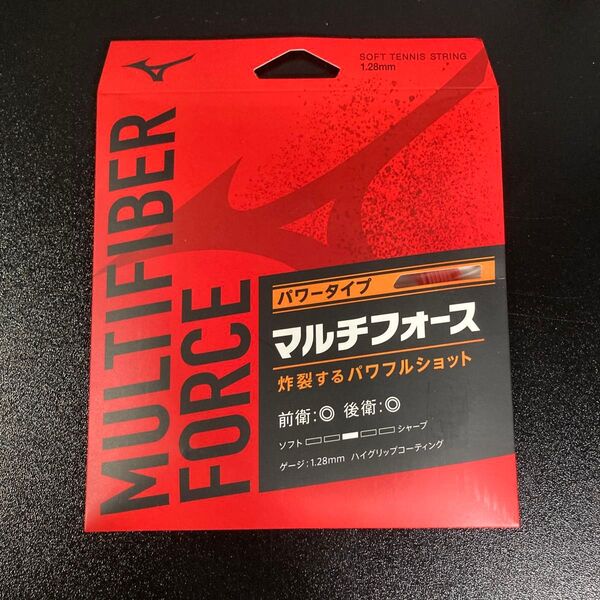 SOFT TENNIS STRING
1.28mm
MULTIFIBER
FORCE
パワータイプ
マルチフォース
炸裂するパワフルショット
前衛:◎ 後衛:◎
ソフト シャープ
ゲージ:1.28mm ハイグリップコーティング